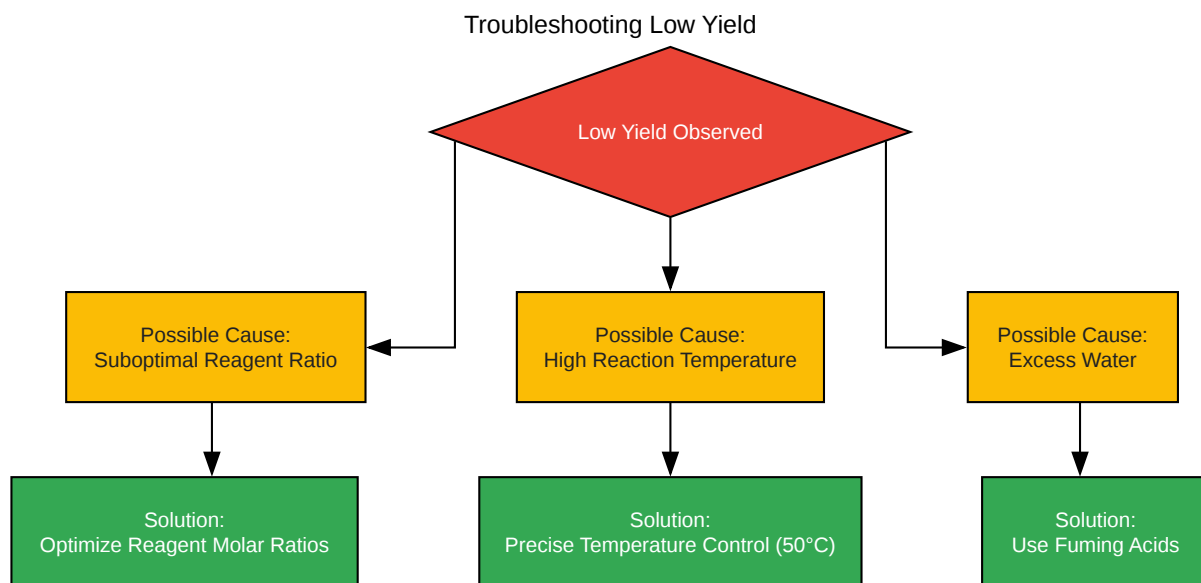 Troubleshooting Low Yield
Low Yield Observed
Possible Cause:
Suboptimal Reagent Ratio
Possible Cause:
High Reaction Temperature
Possible Cause:
Excess Water
Solution:
Optimize Reagent Molar Ratios
Solution:
Precise Temperature Control (50°C)
Solution:
Use Fuming Acids